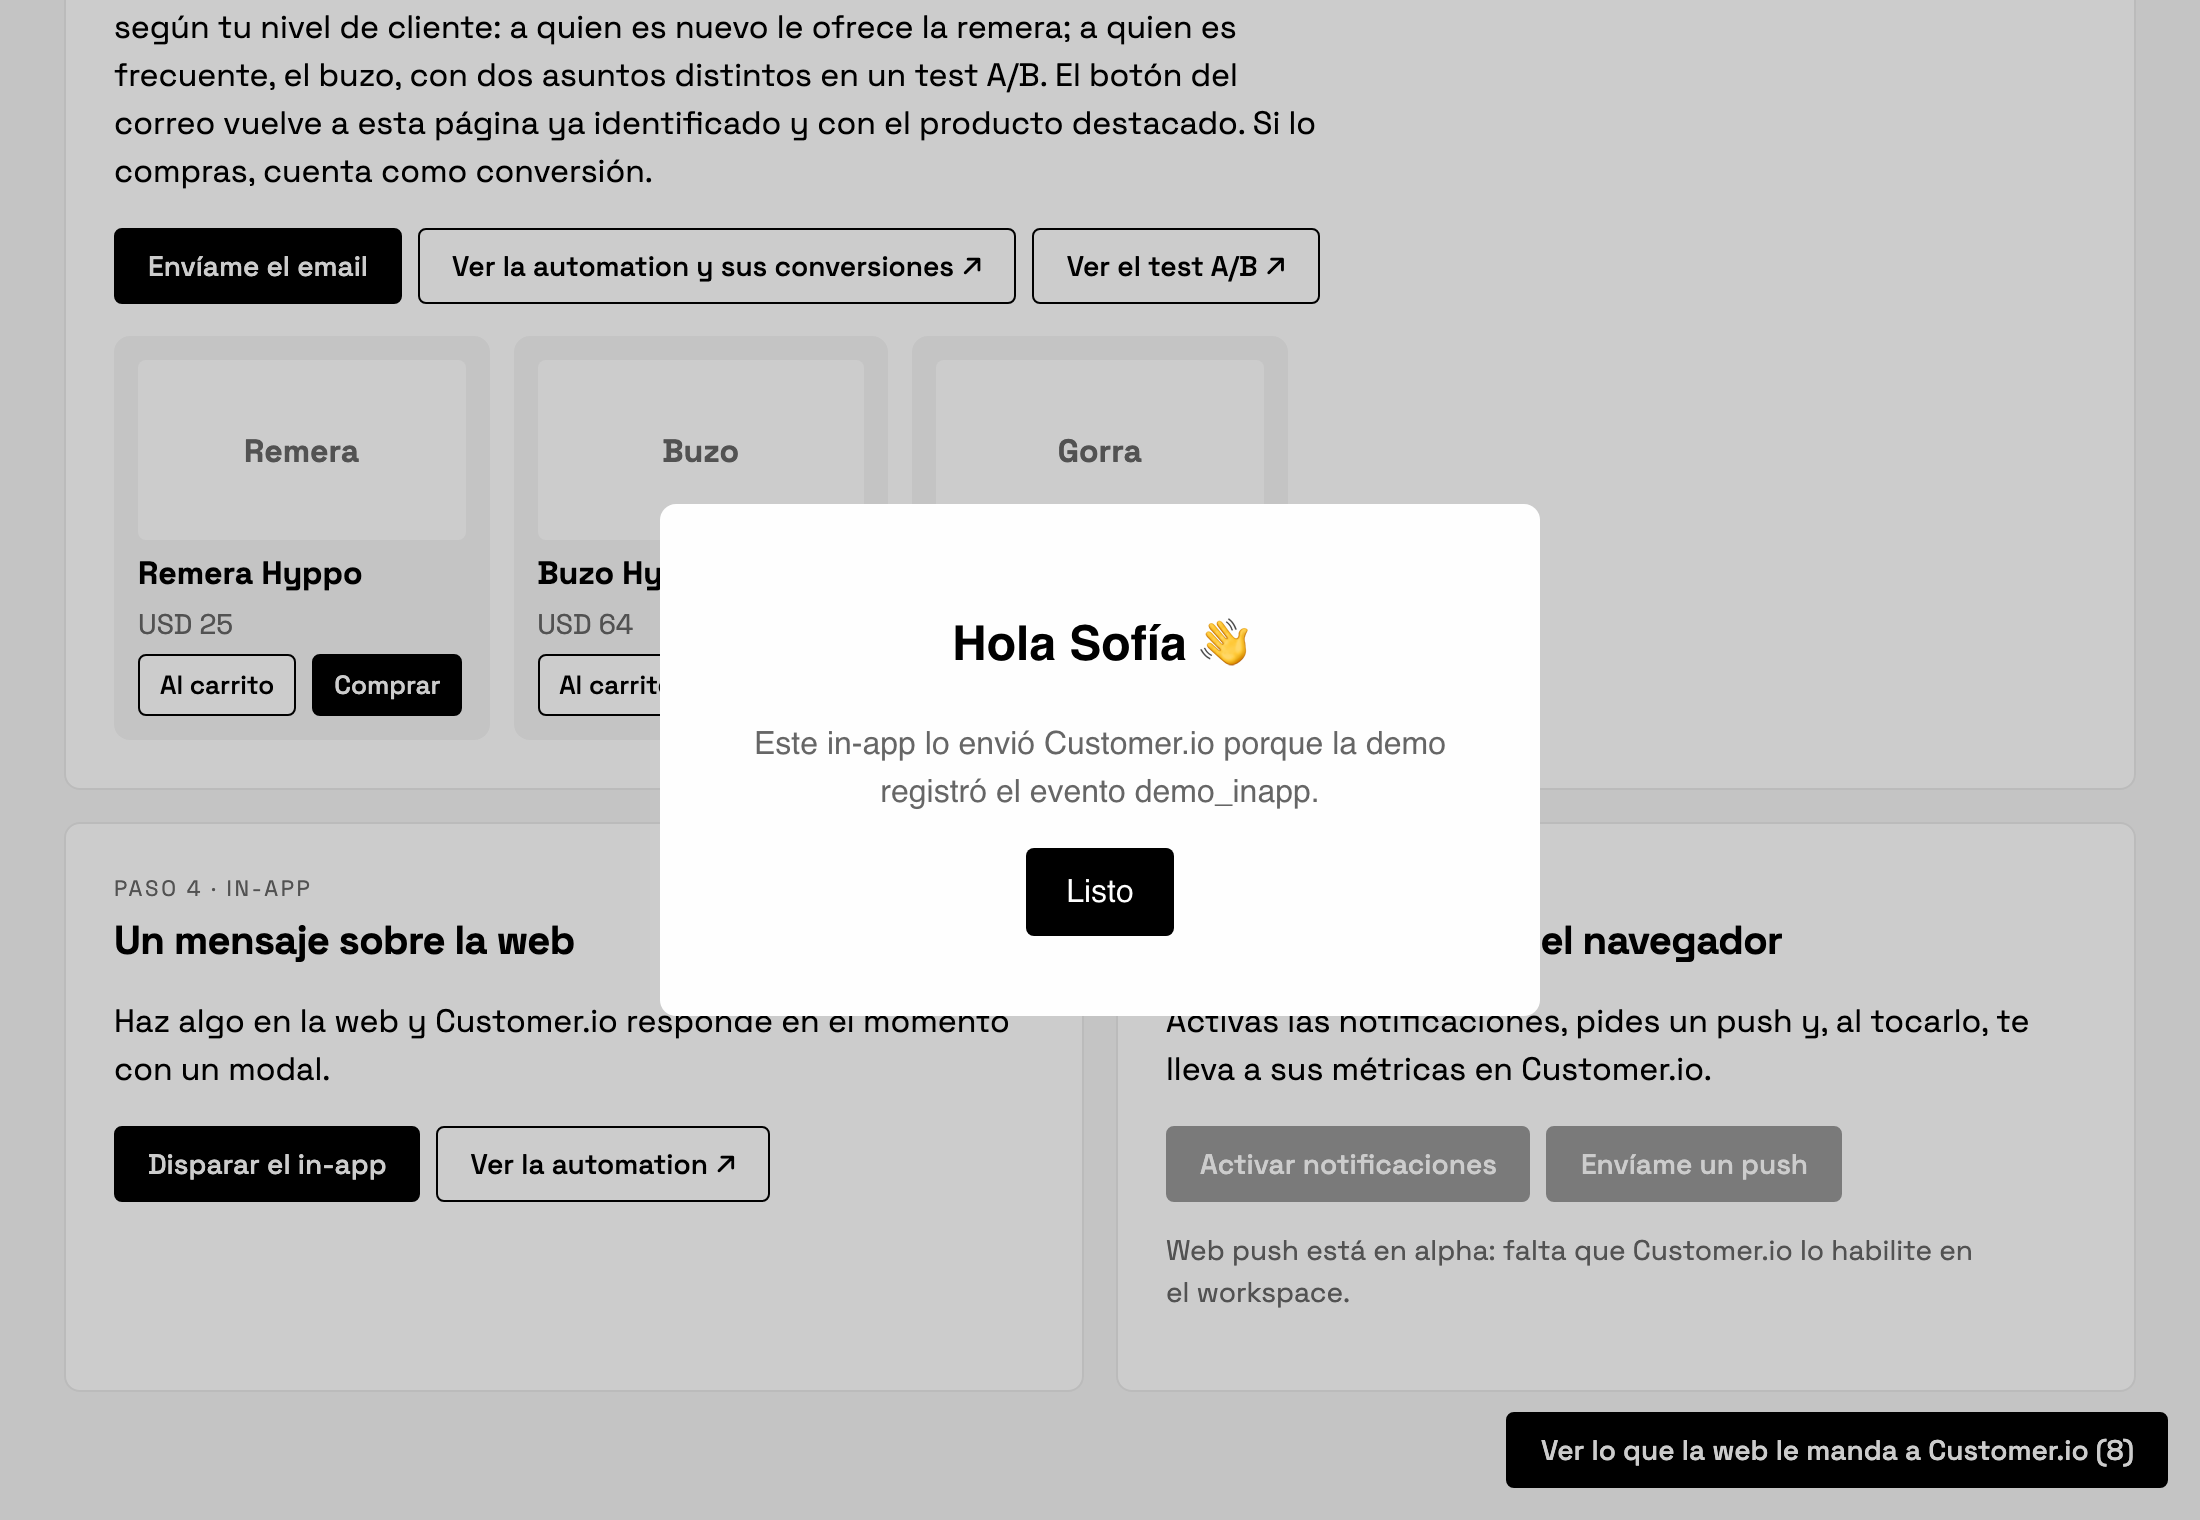 según tu nivel de cliente: a quien es nuevo le ofrece la remera; a quien es
frecuente, el buzo, con dos asuntos distintos en un test A/B. El botón del
correo vuelve a esta página ya identificado y con el producto destacado. Si lo
compras, cuenta como conversión.
Envíame el email
Ver la automation y sus conversiones ↗
Ver el test A/B ↗
Remera
Buzo
Gorra
Remera Hyppo
USD 25
Al carrito
Comprar
Buzo Hy
USD 64
Al carrito
Hola Sofía 👋
Este in-app lo envió Customer.io porque la demo
registró el evento demo_inapp.
Listo
PASO 4 · IN-APP
Un mensaje sobre la web
Haz algo en la web y Customer.io responde en el momento
con un modal.
Disparar el in-app
Ver la automation ↗
el navegador
Activas las notificaciones, pides un push y, al tocarlo, te
lleva a sus métricas en Customer.io.
Activar notificaciones
Envíame un push
Web push está en alpha: falta que Customer.io lo habilite en
el workspace.
Ver lo que la web le manda a Customer.io (8)